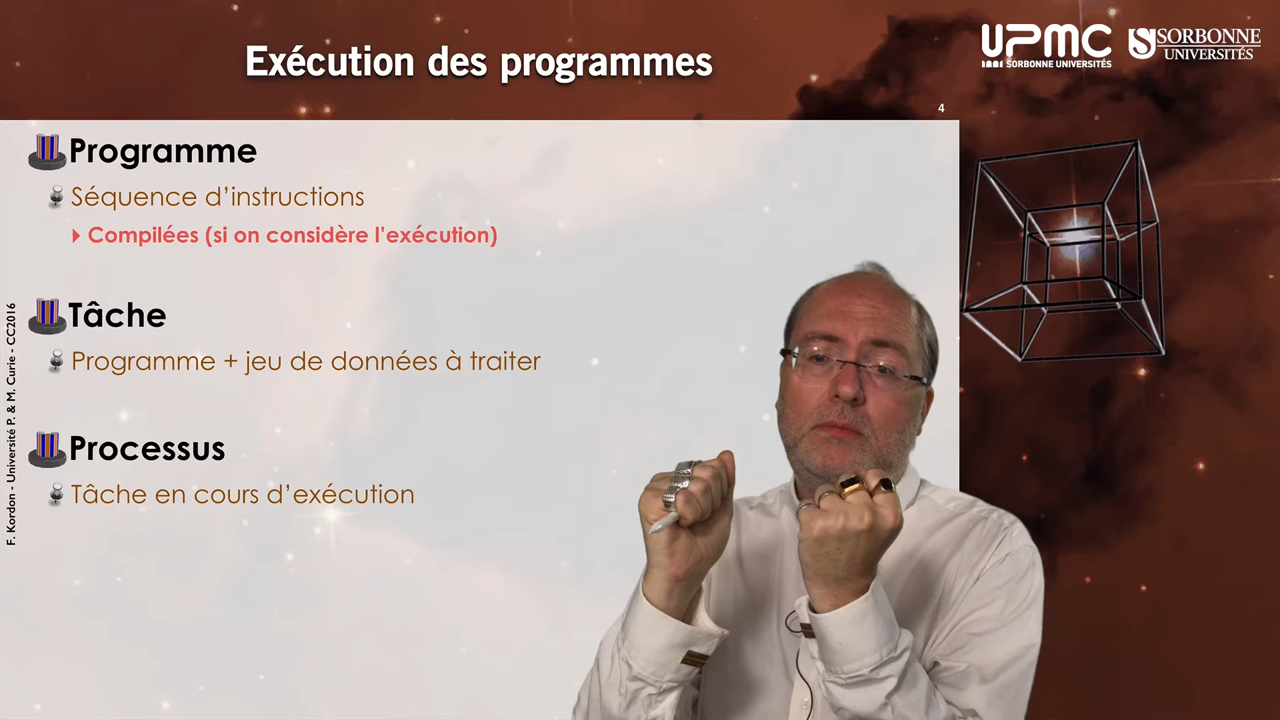 Exécution des programmes
UPMC
SORBONNE UNIVERSITÉS
SORBONNE
UNIVERSITÉS
4
Programme
Séquence d'instructions
Compilées (si on considère l'exécution)
Tâche
Programme + jeu de données à traiter
Processus
Tâche en cours d'exécution
F. Kordon - Université P. & M. Curie - CC2016